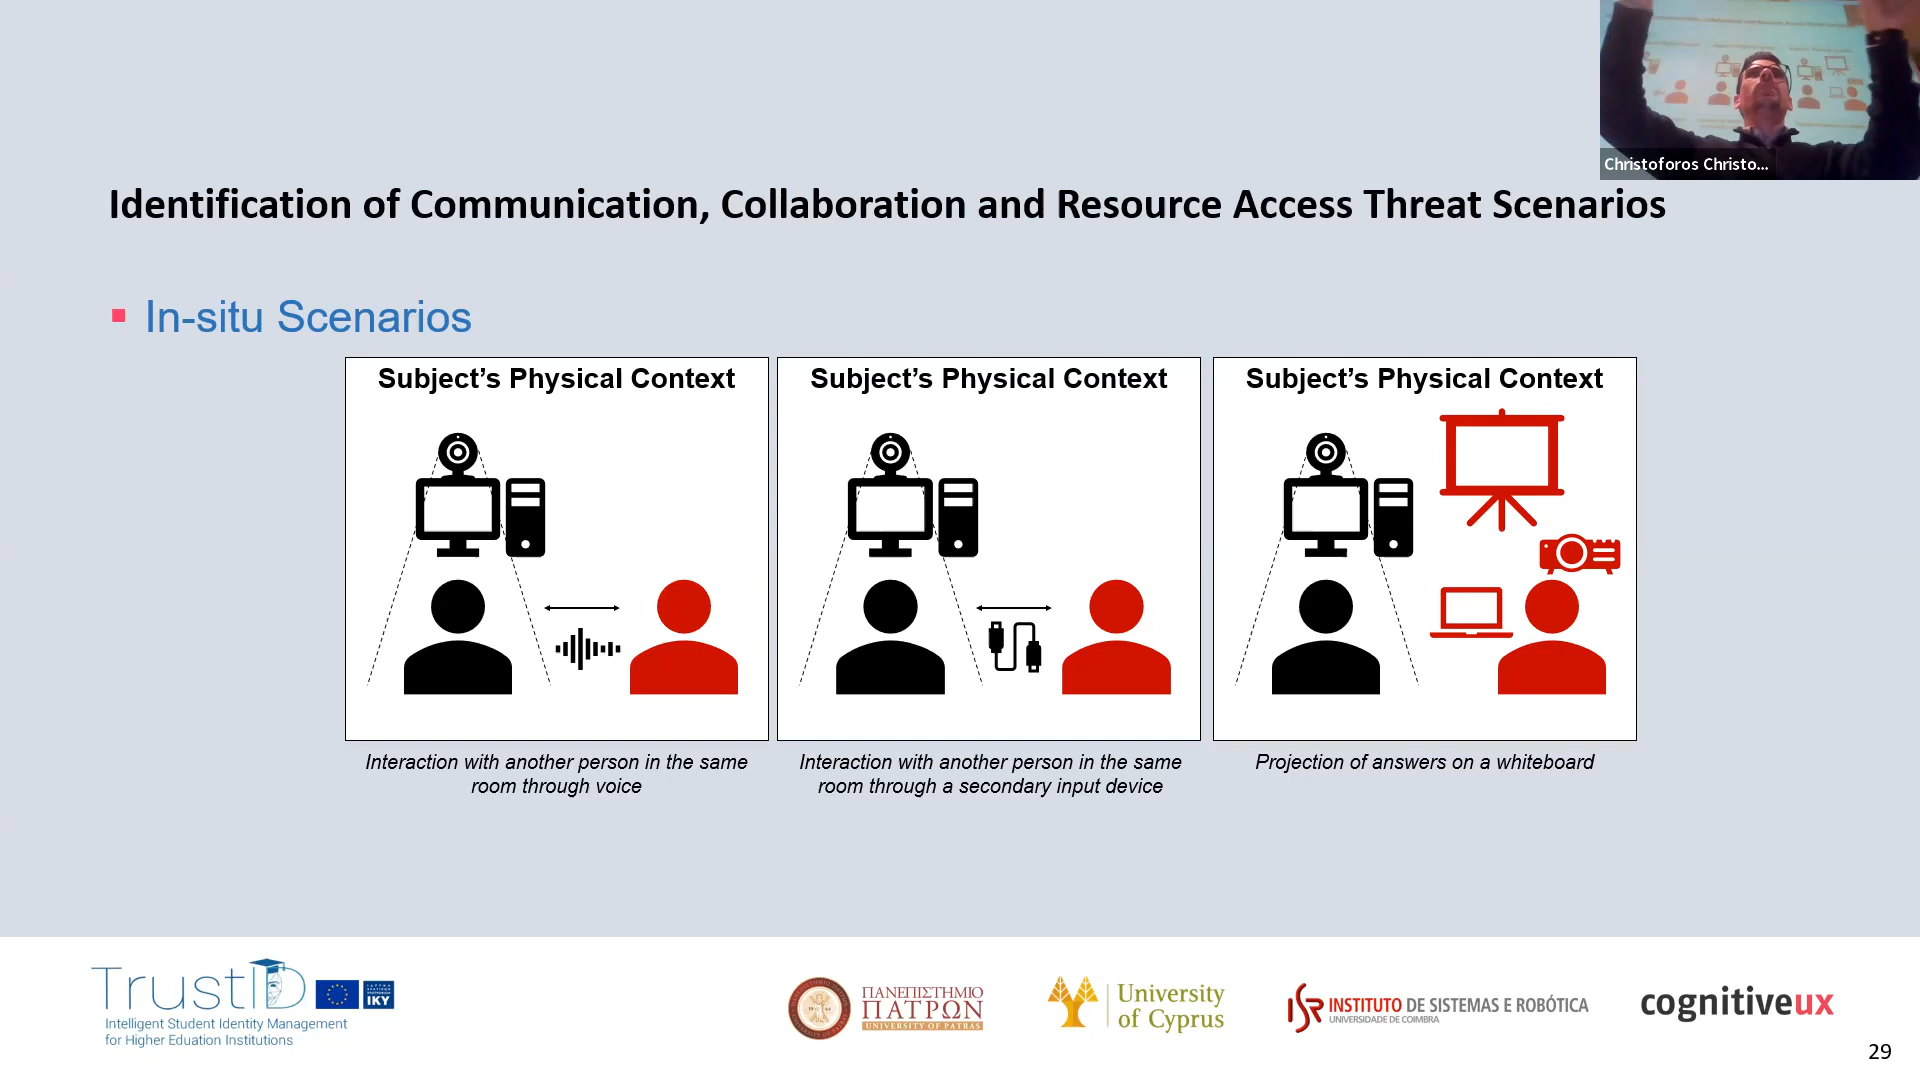 Christoforos Christo...
Identification of Communication, Collaboration and Resource Access Threat Scenarios
In-situ Scenarios
Subject's Physical Context
Subject's Physical Context
Subject's Physical Context
Interaction with another person in the same
room through voice
Interaction with another person in the same
room through a secondary input device
Projection of answers on a whiteboard
TrustID
IKY
Intelligent Student Identity Management
for Higher Eduation Institutions
ΠΑΝΕΠΙΣΤΗΜΙΟ
ΠΑΤΡΩΝ
UNIVERSITY OF PATRAS
University
of Cyprus
ISR INSTITUTO DE SISTEMAS E ROBÓTICA
UNIVERSIDADE DE COIMBRA
cognitiveux
29